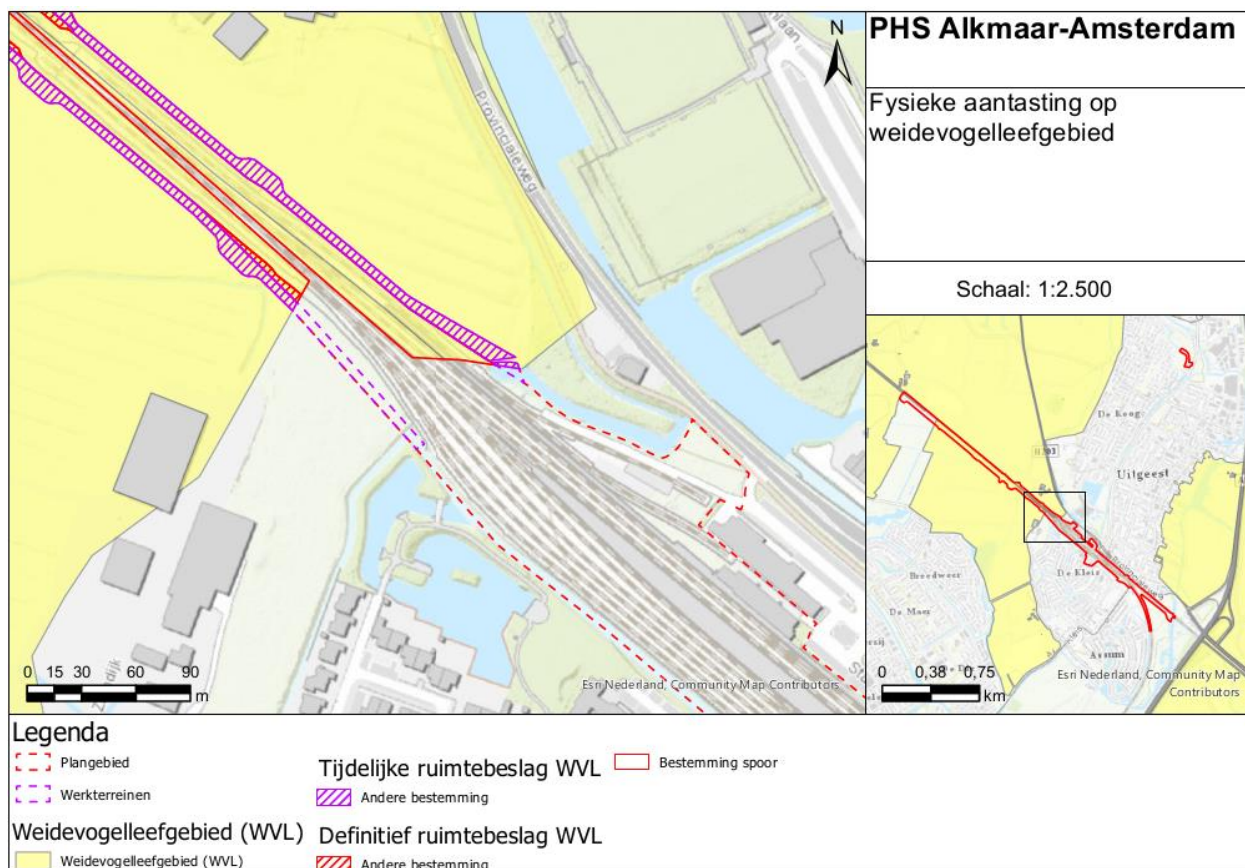 PHS Alkmaar-Amsterdam
Fysieke aantasting op
weidevogelleefgebied
Schaal: 1:2.500
N
Provincialeweg
0 15 30 60 90
m
Esri Nederland, Community Map Contributors
De Koog
Uitgeest
De Kleis
Broedweer
De Maer
Assum
0 0,38 0,75
km
Esri Nederland, Community Map
Contributors
Legenda
Plangebied
Werkterreinen
Weidevogelleefgebied (WVL)
Weidevogelleefgebied (WVL)
Tijdelijke ruimtebeslag WVL
Andere bestemming
Definitief ruimtebeslag WVL
Andere bestemming
Bestemming spoor